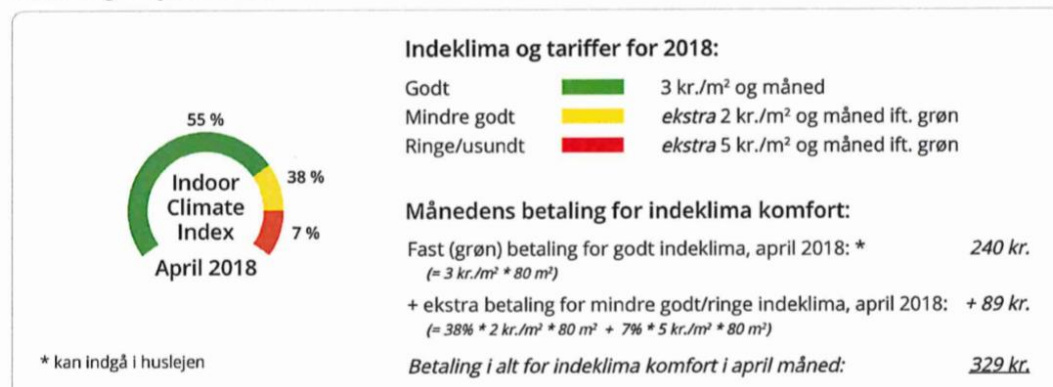 Indeklima og tariffer for 2018:
Godt 3 kr./m² og måned
Mindre godt ekstra 2 kr./m² og måned ift. grøn
Ringe/usundt ekstra 5 kr./m² og måned ift. grøn
55 %
38 %
7 %
Indoor
Climate
Index
April 2018
Månedens betaling for indeklima komfort:
Fast (grøn) betaling for godt indeklima, april 2018: * 240 kr.
(= 3 kr./m² * 80 m²)
+ ekstra betaling for mindre godt/ringe indeklima, april 2018: + 89 kr.
(= 38% * 2 kr./m² * 80 m² + 7% * 5 kr./m² * 80 m²)
* kan indgå i huslejen
Betaling i alt for indeklima komfort i april måned: 329 kr.